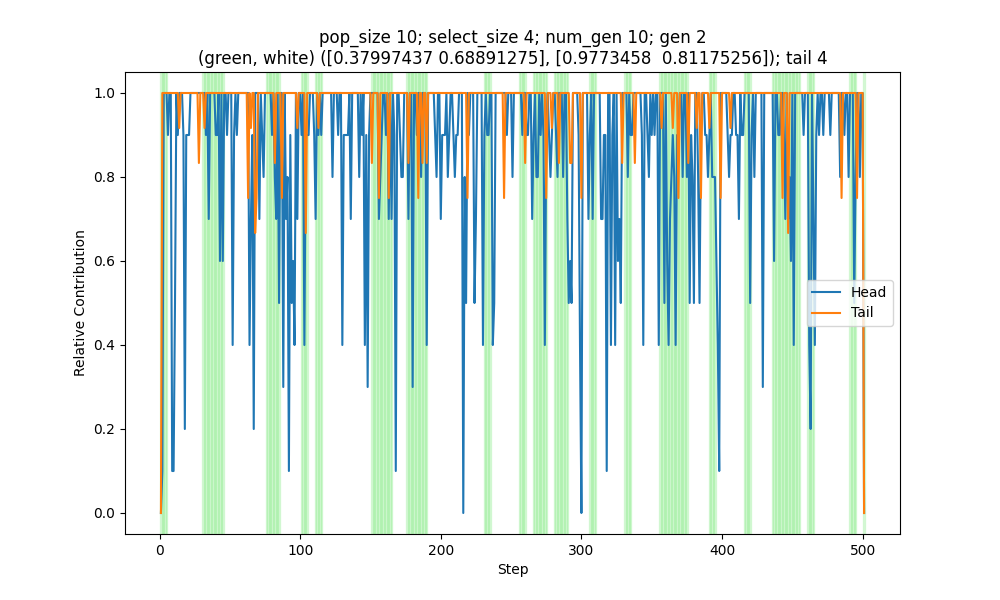 pop_size 10; select_size 4; num_gen 10; gen 2
(green, white) ([0.37997437 0.68891275], [0.9773458  0.81175256]); tail 4
Relative Contribution
1.0
0.8
0.6
0.4
0.2
0.0
Head
Tail
0
100
200
300
400
500
Step